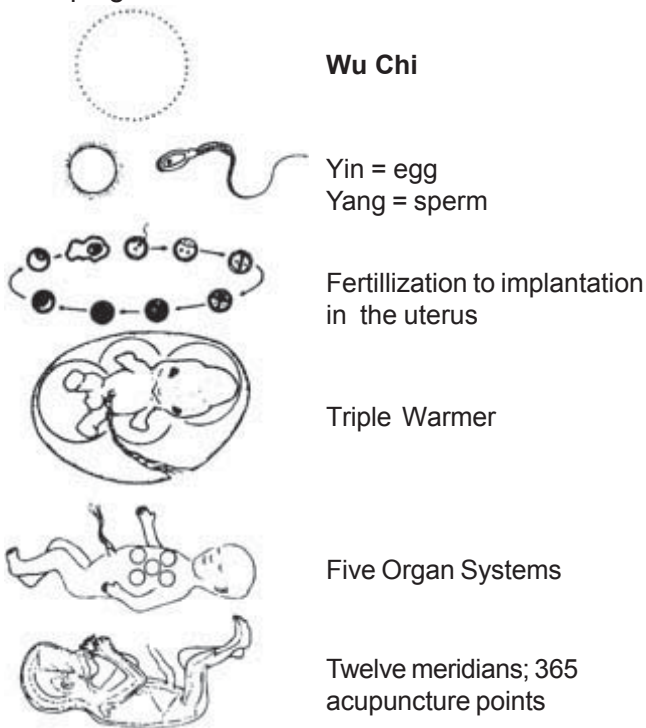 Wu Chi
Yin = egg
Yang = sperm
Fertillization to implantation
in the uterus
Triple Warmer
Five Organ Systems
Twelve meridians; 365
acupuncture points